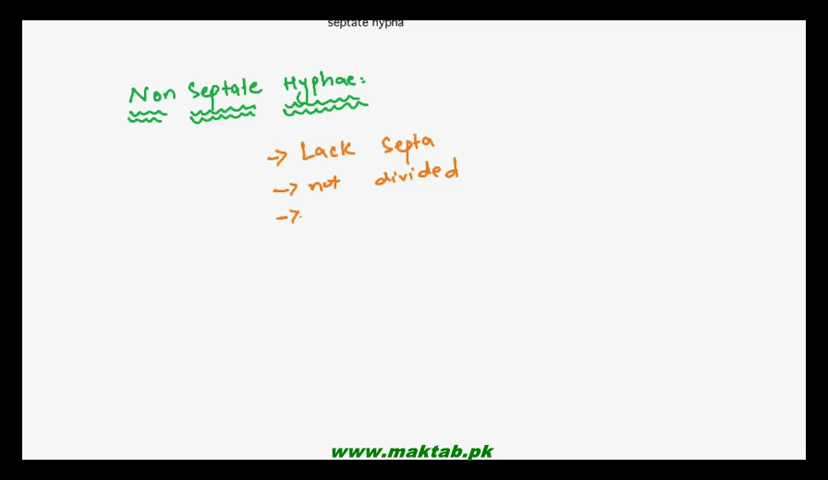 septate hypha
Non Septate Hyphae:
→ Lack Septa
→ not divided
→
www.maktab.pk